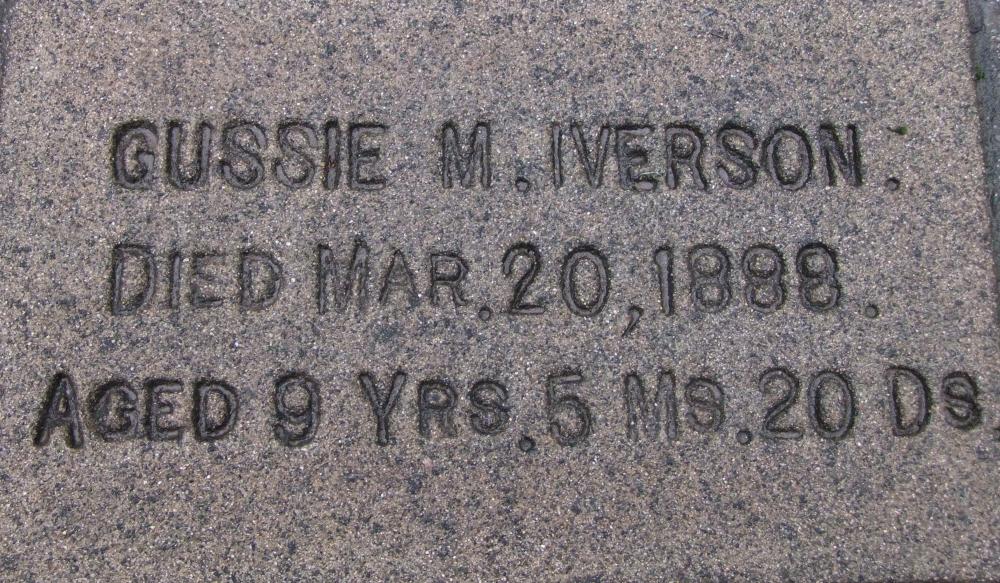 GUSSIE M. IVERSON.
DIED MAR. 20, 1888.
AGED 9 YRS. 5 MS. 20 DS.